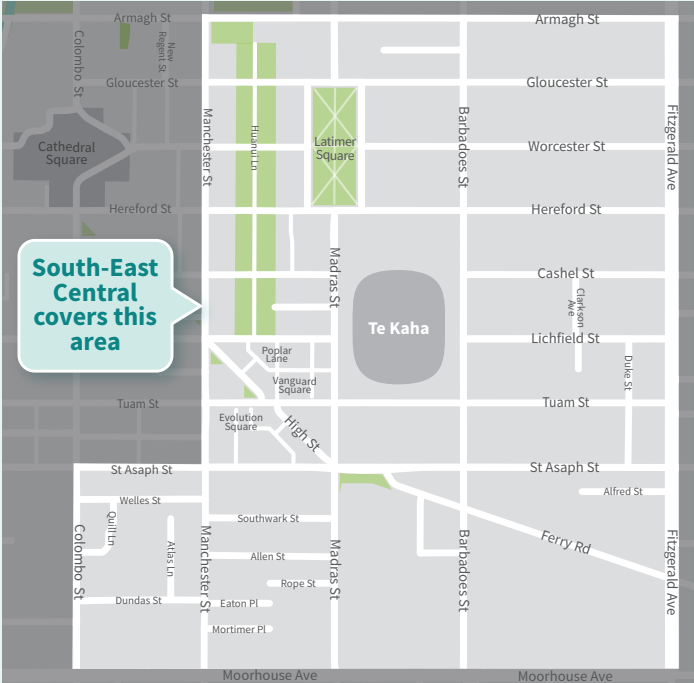 Armagh St
Armagh St
Colombo St
New
Regent St
Gloucester St
Gloucester St
Manchester St
Huanui Ln
Latimer
Square
Barbadoes St
Fitzgerald Ave
Cathedral
Square
Worcester St
Hereford St
Hereford St
South-East
Central
covers this
area
Madras St
Cashel St
Clarkson
Ave
Te Kaha
Lichfield St
Poplar
Lane
Vanguard
Square
Duke St
Tuam St
Tuam St
Evolution
Square
High St
St Asaph St
St Asaph St
Welles St
Alfred St
Colombo St
Quill Ln
Atlas Ln
Manchester St
Southwark St
Madras St
Barbadoes St
Ferry Rd
Fitzgerald Ave
Allen St
Rope St
Dundas St
Eaton Pl
Mortimer Pl
Moorhouse Ave
Moorhouse Ave